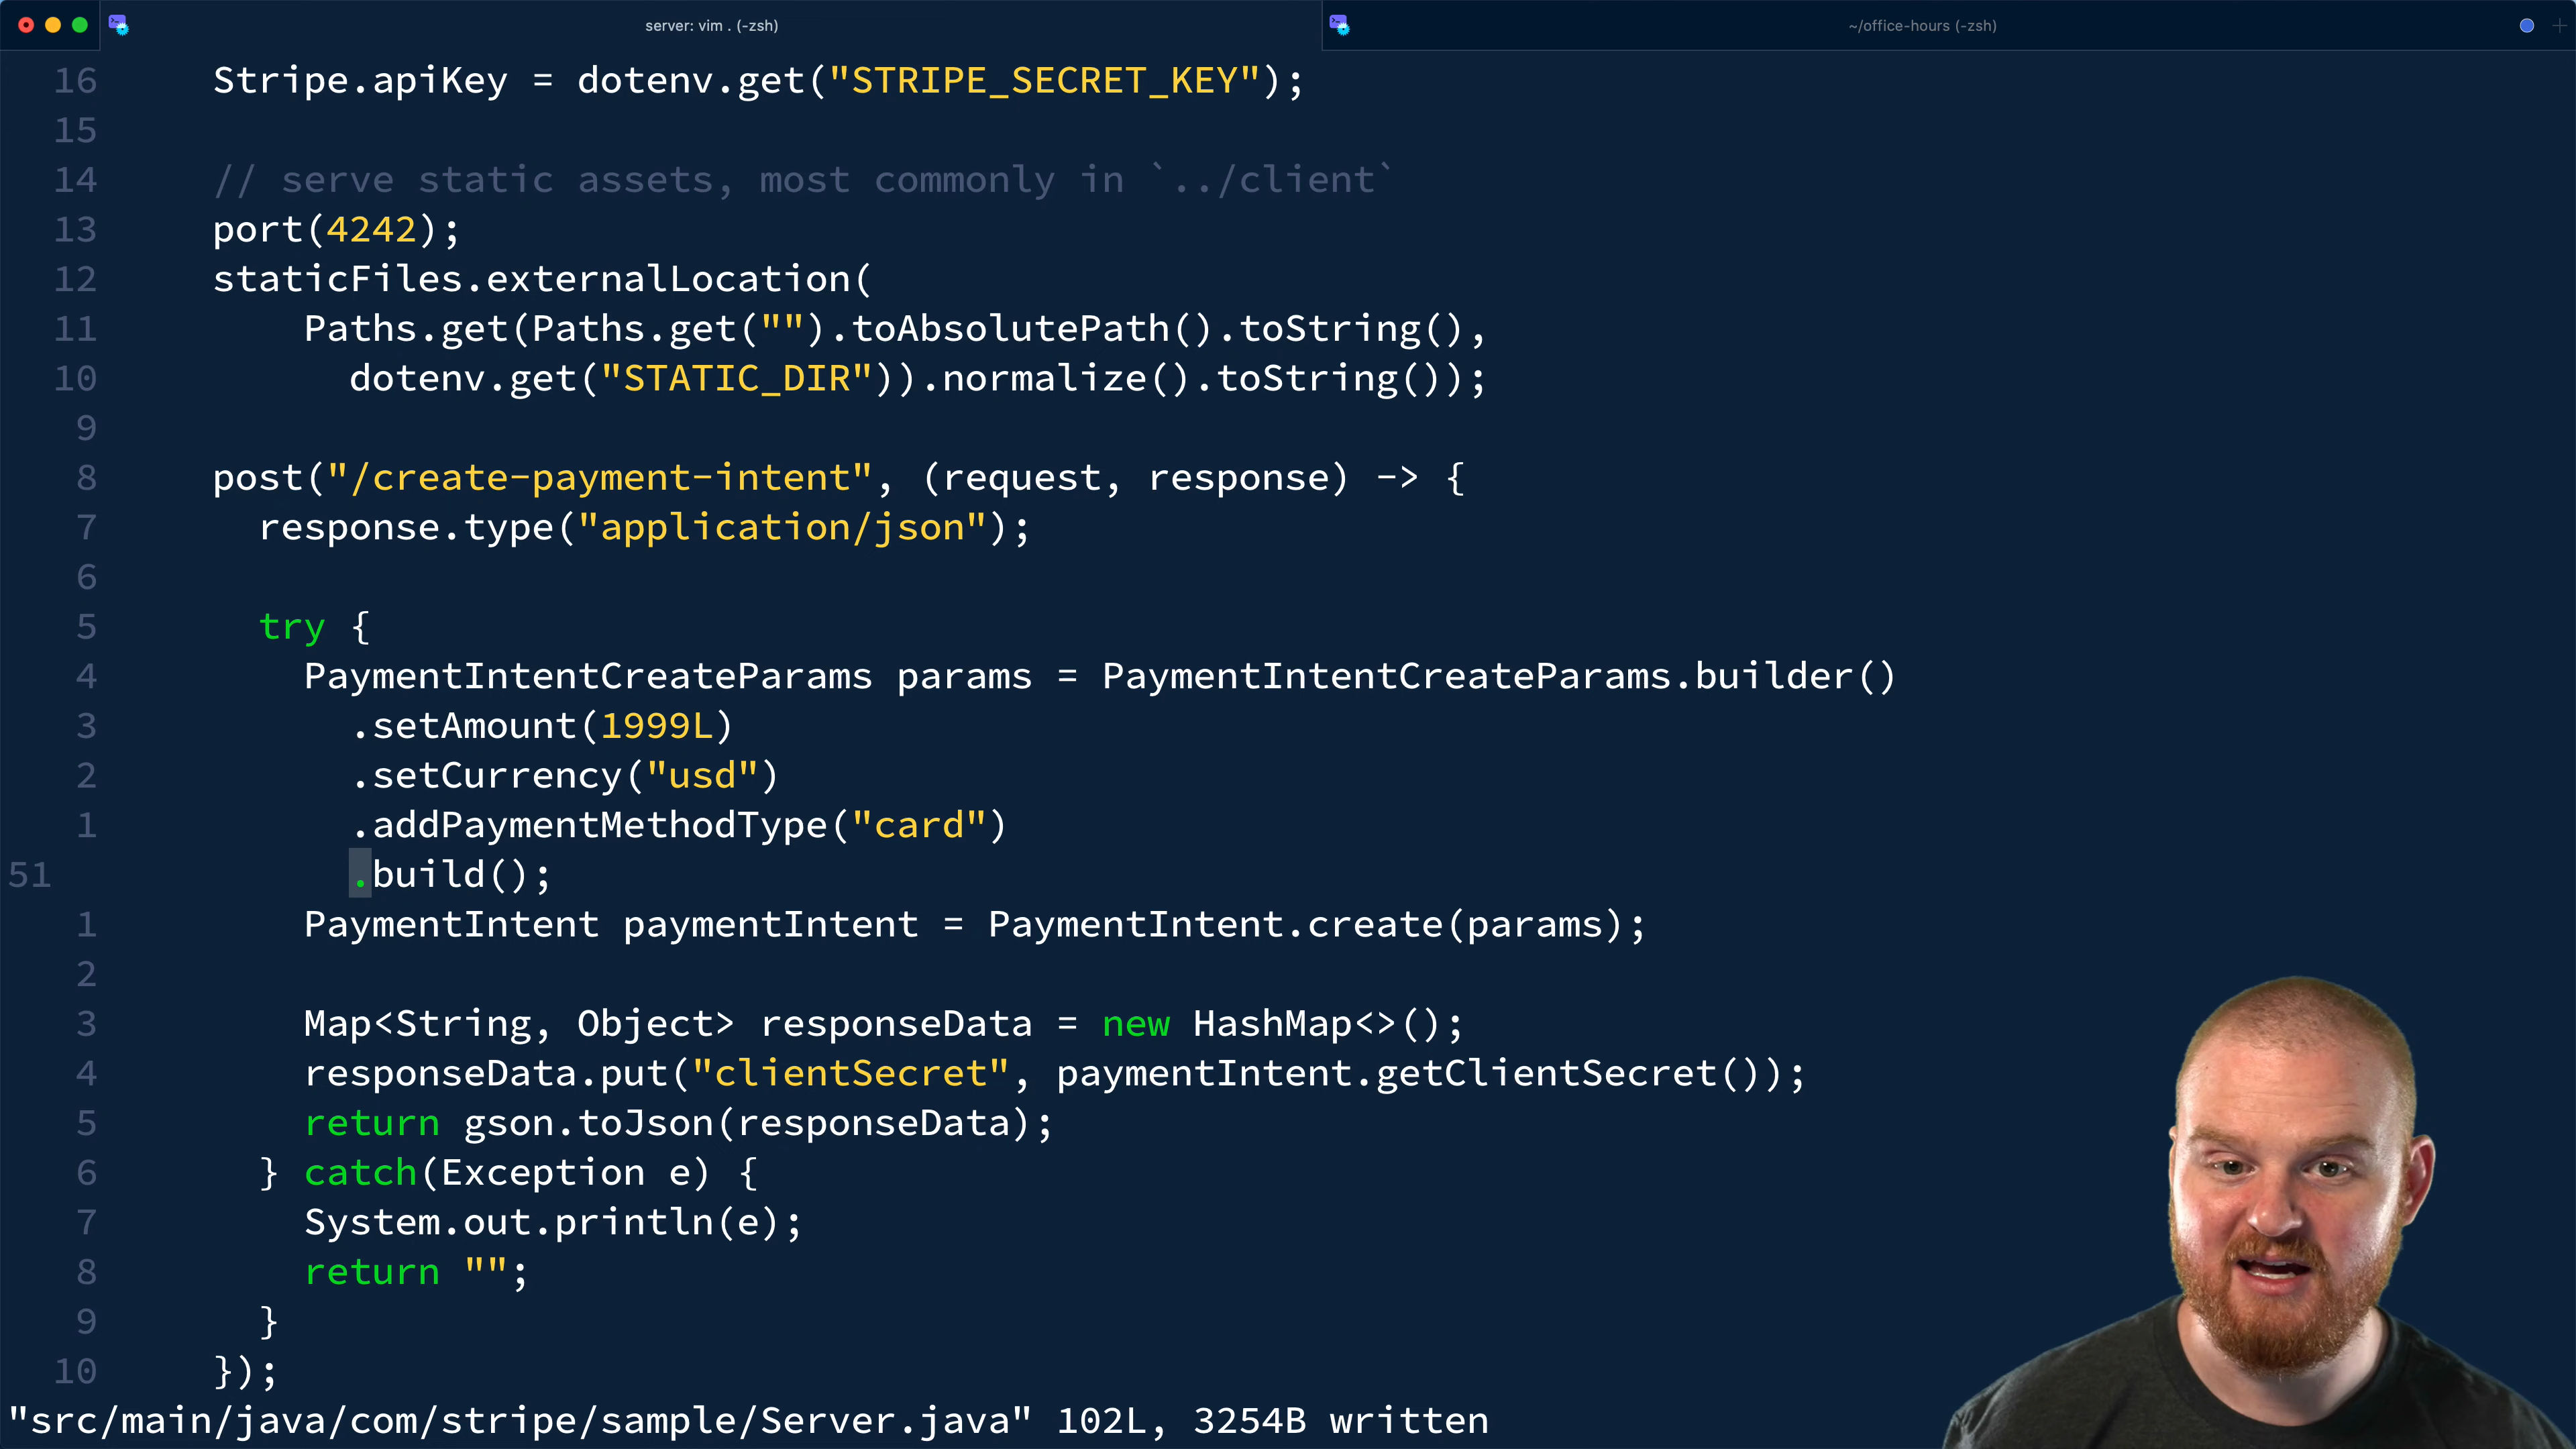 server: vim . (-zsh)
~/office-hours (-zsh)
16 Stripe.apiKey = dotenv.get("STRIPE_SECRET_KEY");
15
14 // serve static assets, most commonly in `../client`
13 port(4242);
12 staticFiles.externalLocation(
11 Paths.get(Paths.get("").toAbsolutePath().toString(),
10 dotenv.get("STATIC_DIR")).normalize().toString());
9
8 post("/create-payment-intent", (request, response) -> {
7 response.type("application/json");
6
5 try {
4 PaymentIntentCreateParams params = PaymentIntentCreateParams.builder()
3 .setAmount(1999L)
2 .setCurrency("usd")
1 .addPaymentMethodType("card")
51 .build();
1 PaymentIntent paymentIntent = PaymentIntent.create(params);
2
3 Map<String, Object> responseData = new HashMap<>();
4 responseData.put("clientSecret", paymentIntent.getClientSecret());
5 return gson.toJson(responseData);
6 } catch(Exception e) {
7 System.out.println(e);
8 return "";
9 }
10 });
"src/main/java/com/stripe/sample/Server.java" 102L, 3254B written